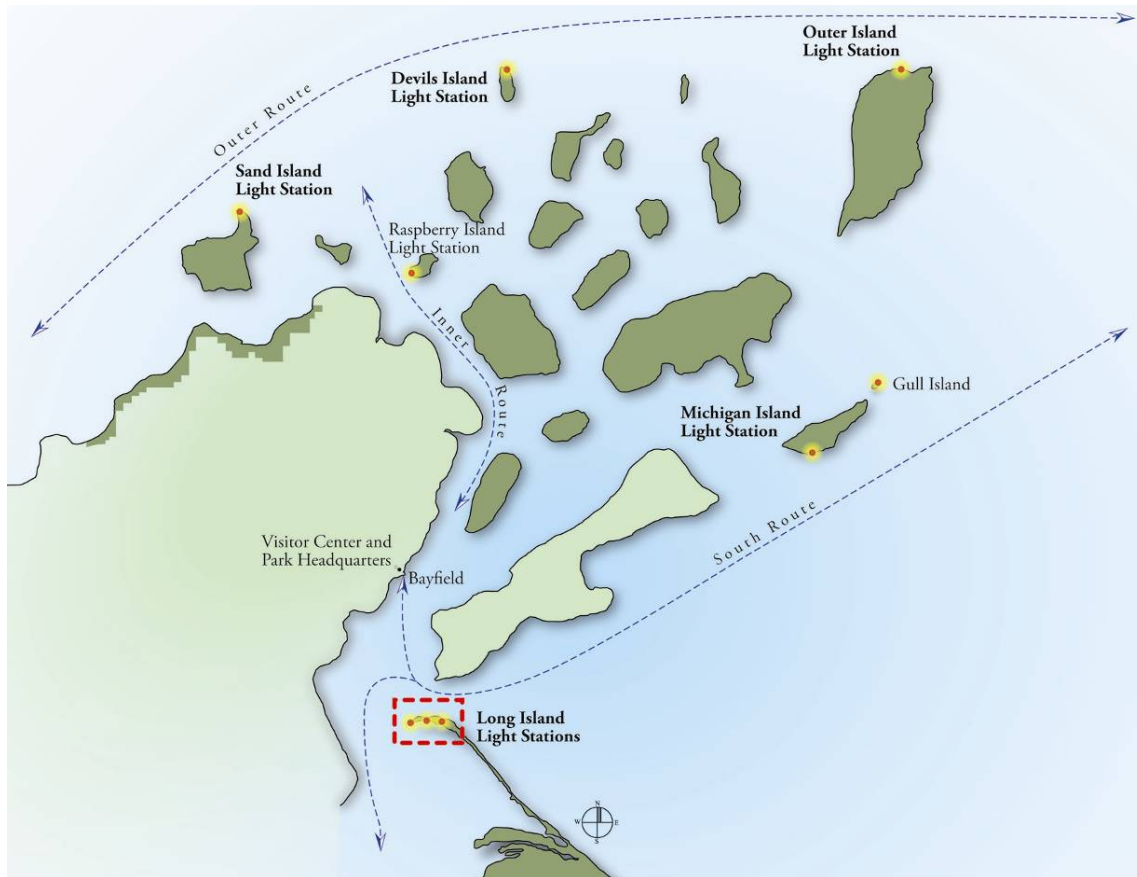 Outer Island
Light Station
Devils Island
Light Station
Outer Route
Sand Island
Light Station
Raspberry Island
Light Station
Inner
Route
Gull Island
Michigan Island
Light Station
South Route
Visitor Center and
Park Headquarters
Bayfield
Long Island
Light Stations
N
W E
S